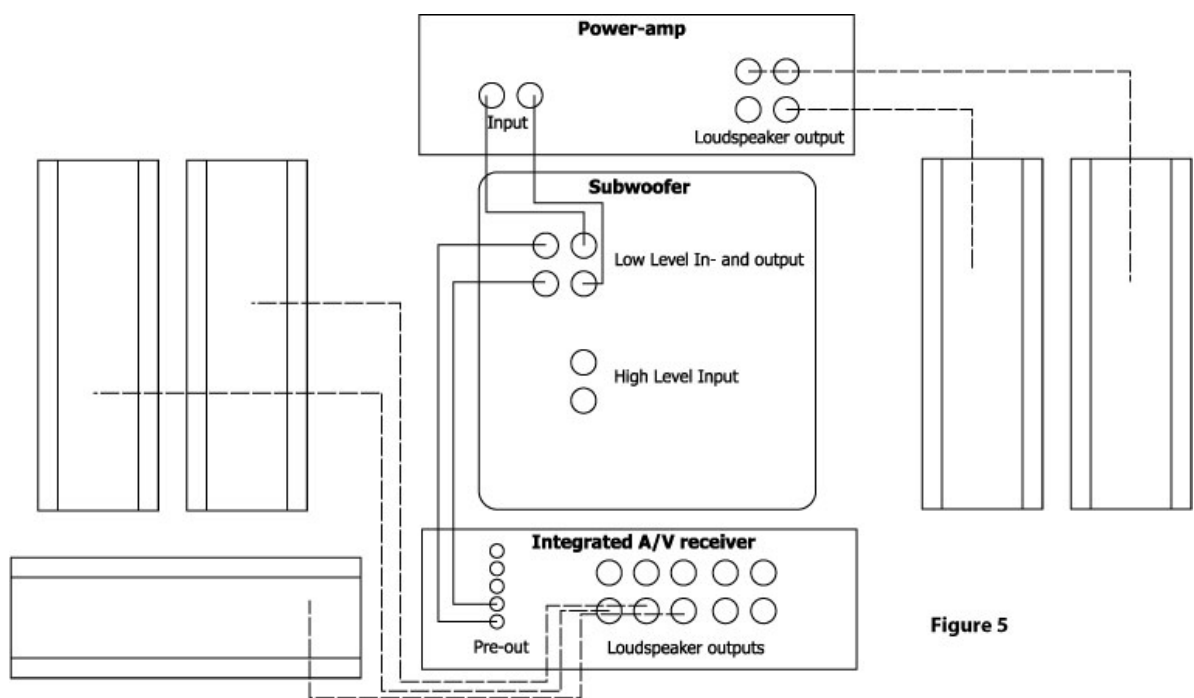 Power-amp
Input
Loudspeaker output
Subwoofer
Low Level In- and output
High Level Input
Integrated A/V receiver
Pre-out
Loudspeaker outputs
Figure 5